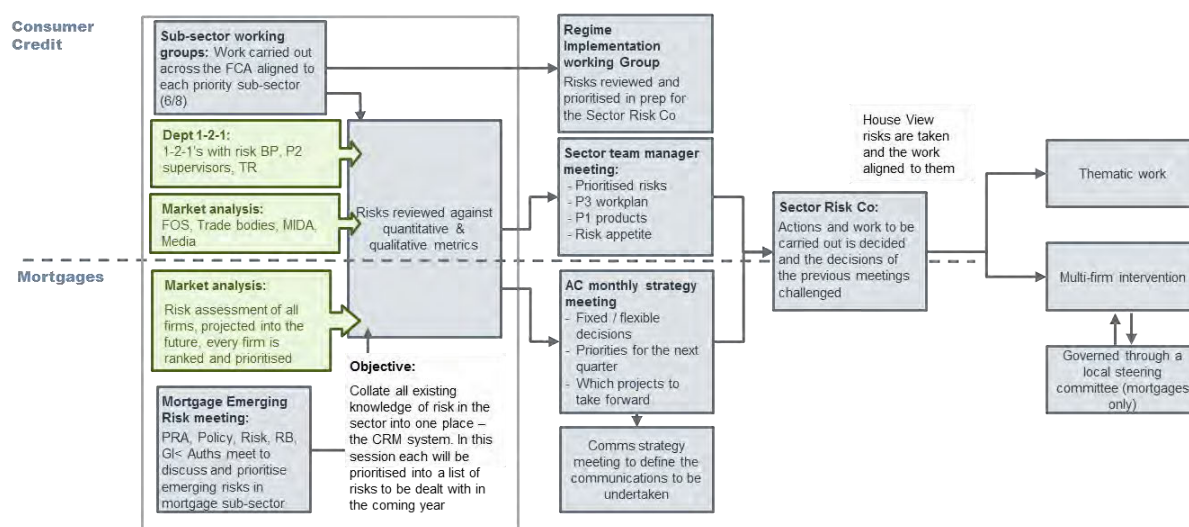 Consumer
Credit
Sub-sector working
groups: Work carried out
across the FCA aligned to
each priority sub-sector
(6/8)
Dept 1-2-1:
1-2-1's with risk BP, P2
supervisors, TR
Market analysis:
FOS, Trade bodies, MIDA,
Media
Risks reviewed against
quantitative &
qualitative metrics
Mortgages
Market analysis:
Risk assessment of all
firms, projected into the
future, every firm is
ranked and prioritised
Mortgage Emerging
Risk meeting:
PRA, Policy, Risk, RB,
GI< Auths meet to
discuss and prioritise
emerging risks in
mortgage sub-sector
Objective:
Collate all existing
knowledge of risk in the
sector into one place –
the CRM system. In this
session each will be
prioritised into a list of
risks to be dealt with in
the coming year
Regime
Implementation
working Group
Risks reviewed and
prioritised in prep for
the Sector Risk Co
Sector team manager
meeting:
- Prioritised risks
- P3 workplan
- P1 products
- Risk appetite
AC monthly strategy
meeting
- Fixed / flexible
decisions
- Priorities for the next
quarter
- Which projects to
take forward
Comms strategy
meeting to define the
communications to be
undertaken
Sector Risk Co:
Actions and work to be
carried out is decided
and the decisions of
the previous meetings
challenged
House View
risks are taken
and the work
aligned to them
Thematic work
Multi-firm intervention
Governed through a
local steering
committee (mortgages
only)